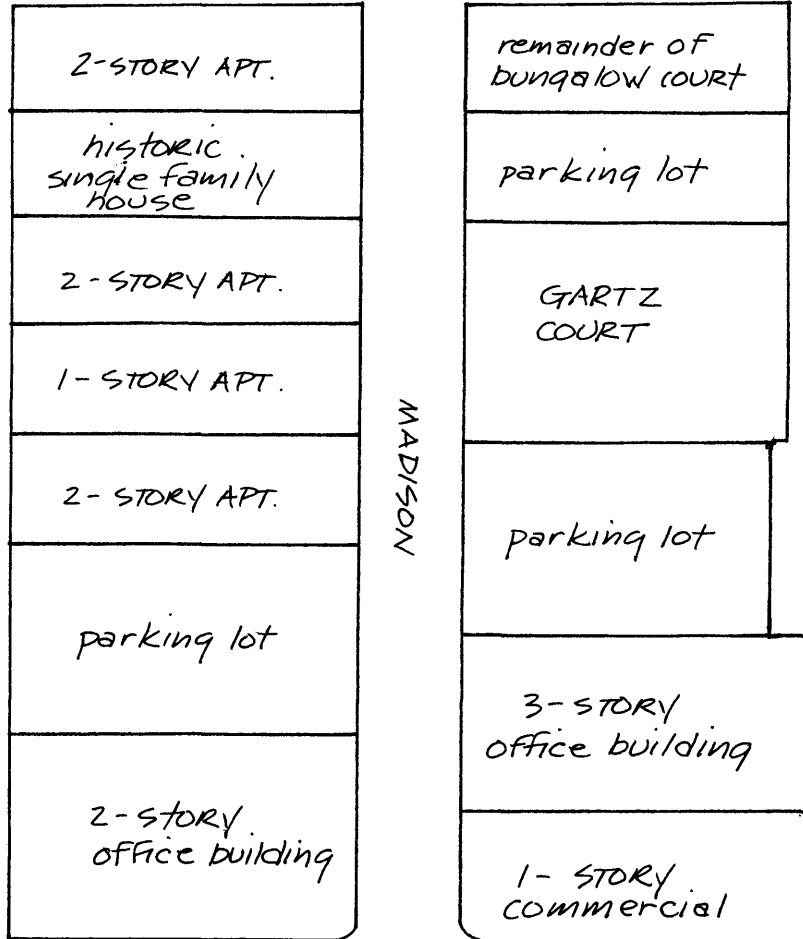 2-STORY APT.
historic
single family
house
2-STORY APT.
1-STORY APT.
2-STORY APT.
parking lot
2-story
office building
MADISON
remainder of
bungalow court
parking lot
GARTZ
COURT
parking lot
3-STORY
office building
1-STORY
commercial